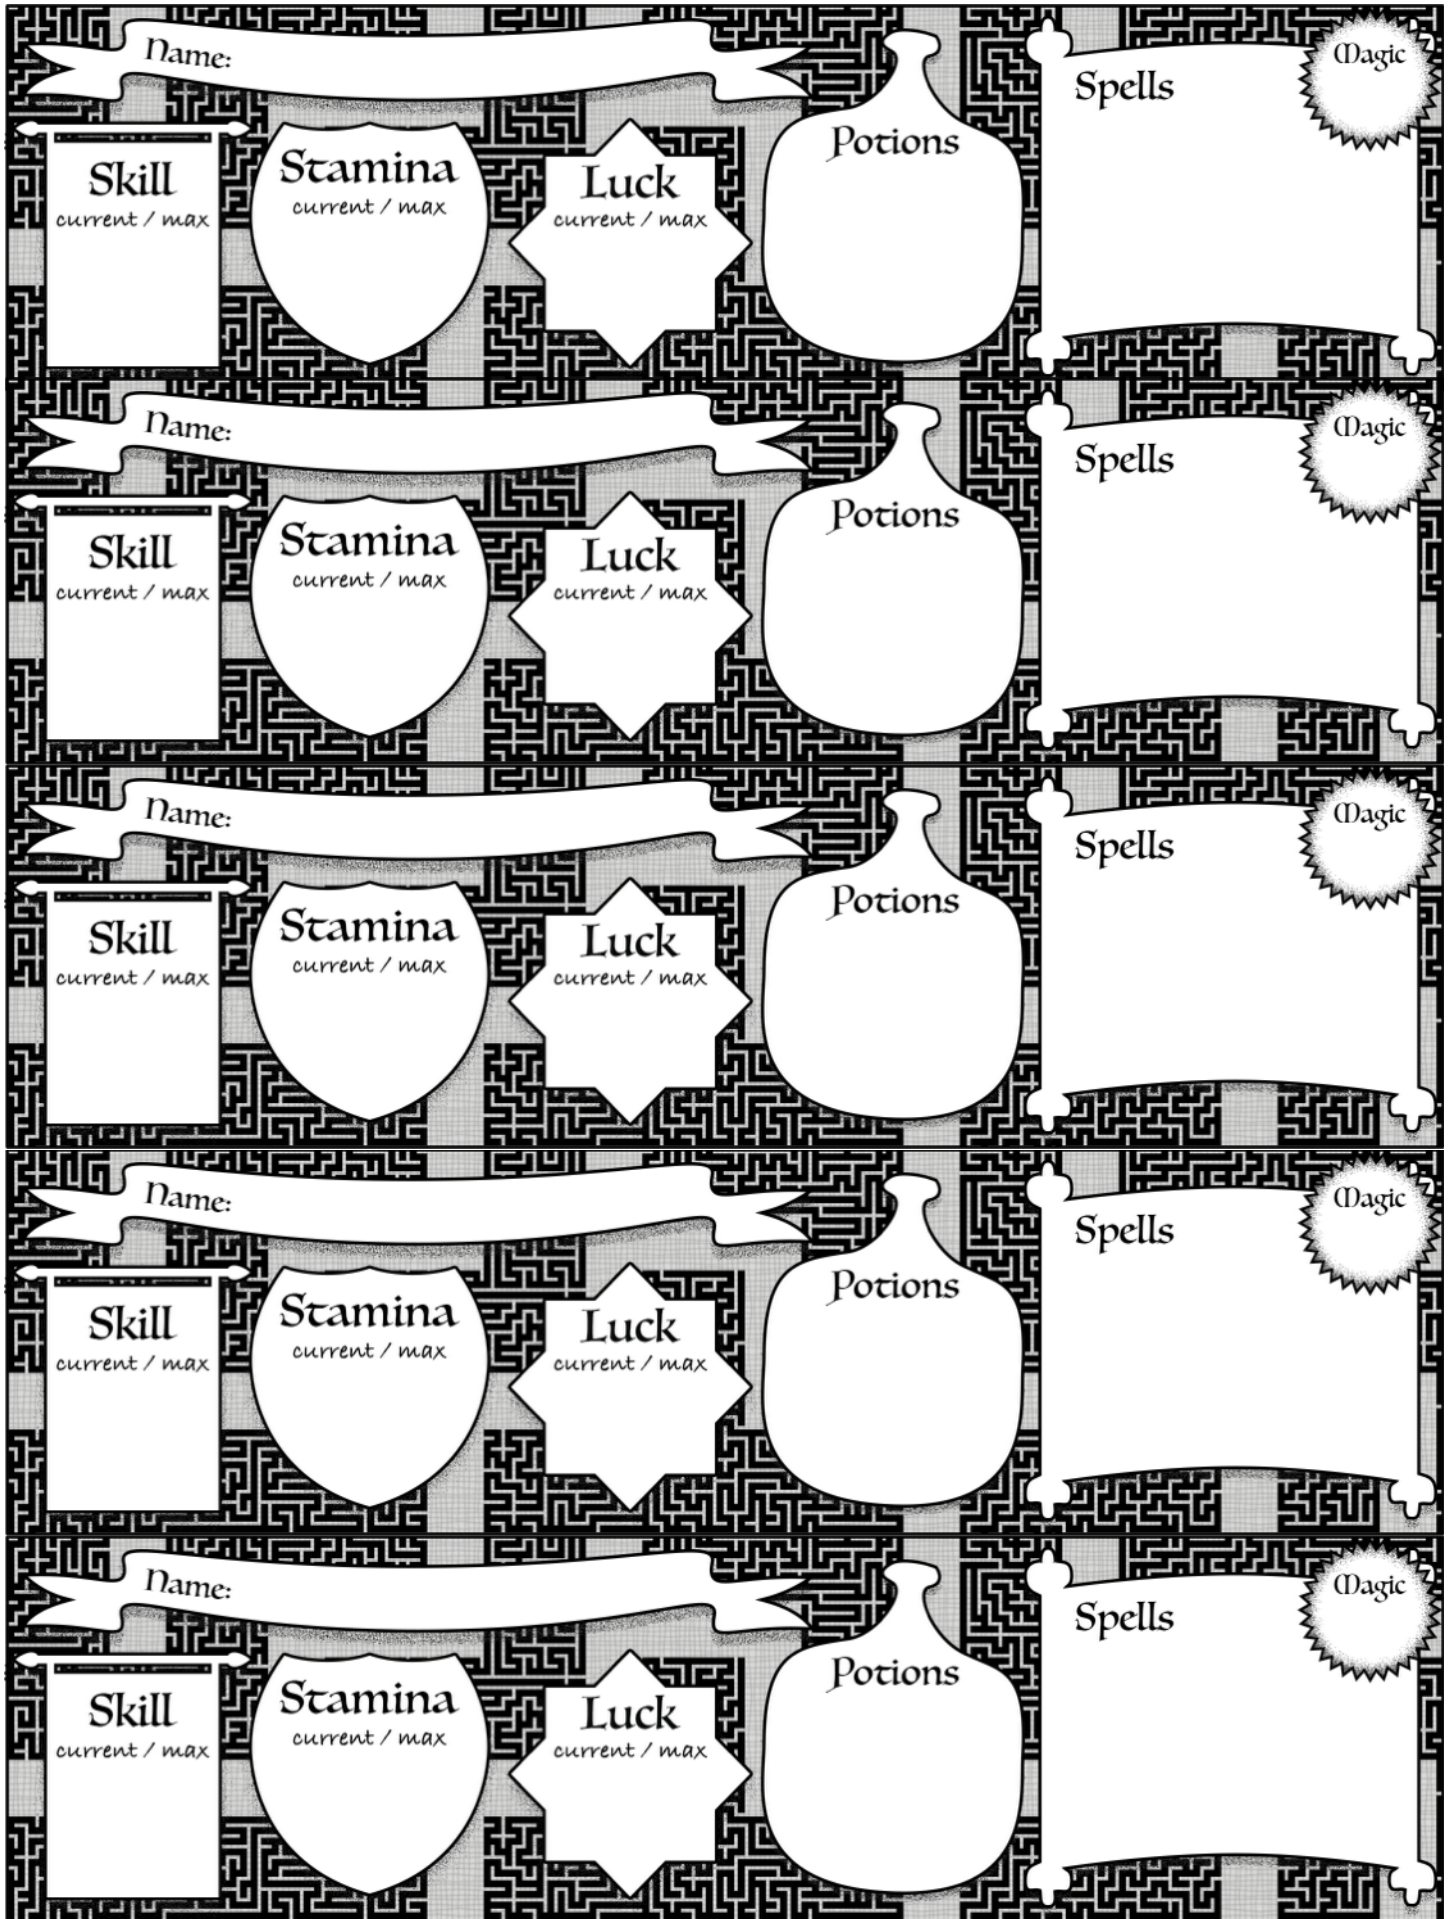 Name:
Magic
Spells
Potions
Skill
Stamina
Luck
current / max
current / max
current / max
Name:
Magic
Spells
Potions
Skill
Stamina
Luck
current / max
current / max
current / max
Name:
Magic
Spells
Potions
Skill
Stamina
Luck
current / max
current / max
current / max
Name:
Magic
Spells
Potions
Skill
Stamina
Luck
current / max
current / max
current / max
Name:
Magic
Spells
Potions
Skill
Stamina
Luck
current / max
current / max
current / max